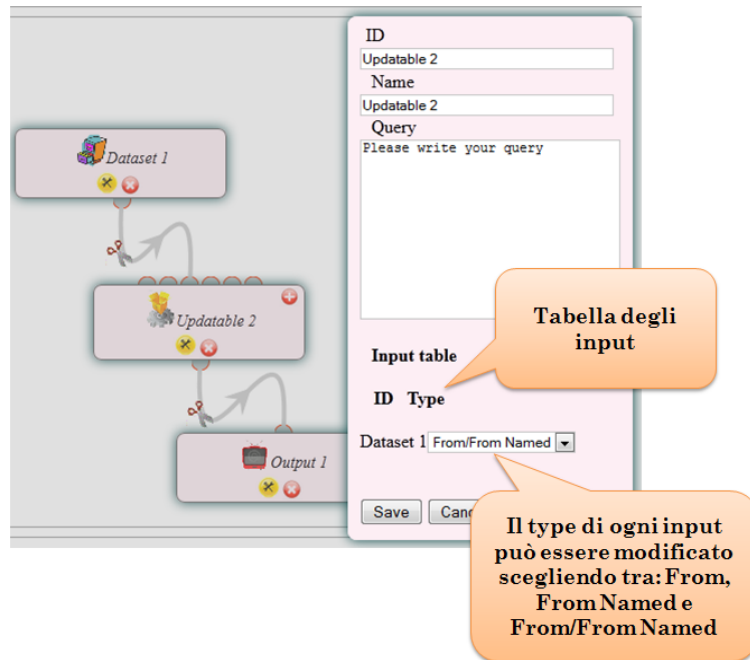 Dataset 1
Updatable 2
Output 1
ID
Updatable 2
Name
Updatable 2
Query
Please write your query
Input table
ID Type
Dataset 1 From/From Named
Save Canc
Tabella degli
input
Il type di ogni input
può essere modificato
scegliendo tra: From,
From Named e
From/From Named